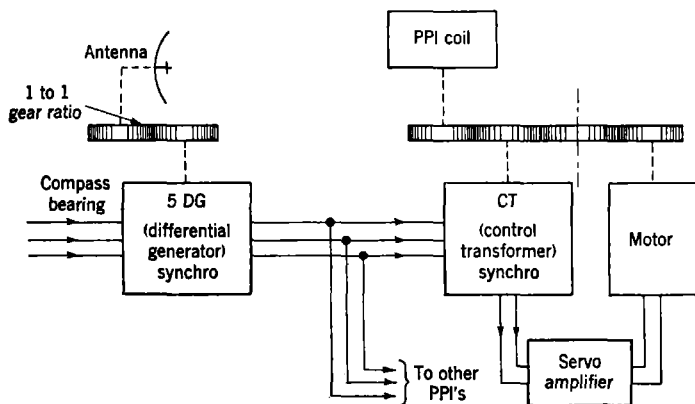 Antenna
1 to 1
gear ratio
PPI coil
Compass
bearing
5 DG
(differential
generator)
synchro
CT
(control
transformer)
synchro
Motor
To other
PPI's
Servo
amplifier